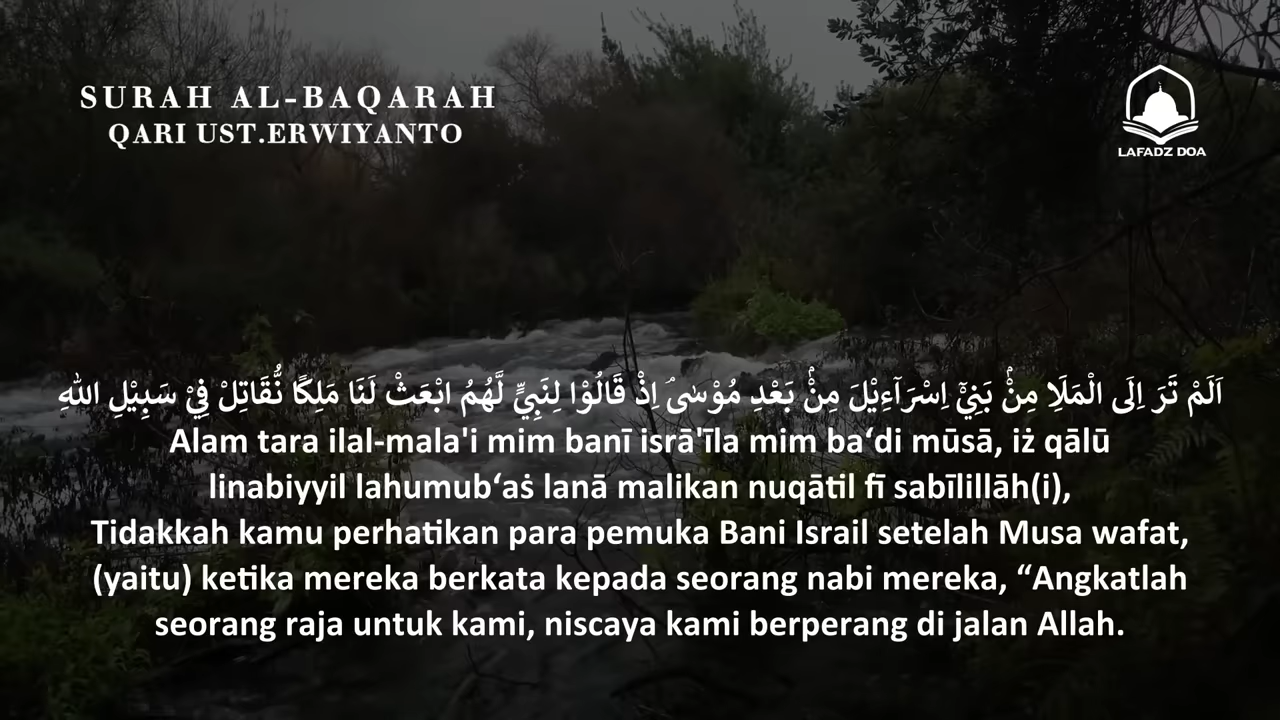 SURAH AL-BAQARAH
QARI UST.ERWIYANTO
LAFADZ DOA
اَلَمْ تَرَ اِلَى الْمَلَاِ مِنْۢ بَنِيْٓ اِسْرَاۤءِيْلَ مِنْۢ بَعْدِ مُوْسٰىۘ اِذْ قَالُوْا لِنَبِيٍّ لَّهُمُ ابْعَثْ لَنَا مَلِكًا نُّقَاتِلْ فِيْ سَبِيْلِ اللّٰهِ
Alam tara ilal-mala'i mim banī isrā'īla mim ba‘di mūsā, iż qālū
linabiyyil lahumub‘aṡ lanā malikan nuqātil fī sabīlillāh(i),
Tidakkah kamu perhatikan para pemuka Bani Israil setelah Musa wafat,
(yaitu) ketika mereka berkata kepada seorang nabi mereka, “Angkatlah
seorang raja untuk kami, niscaya kami berperang di jalan Allah.